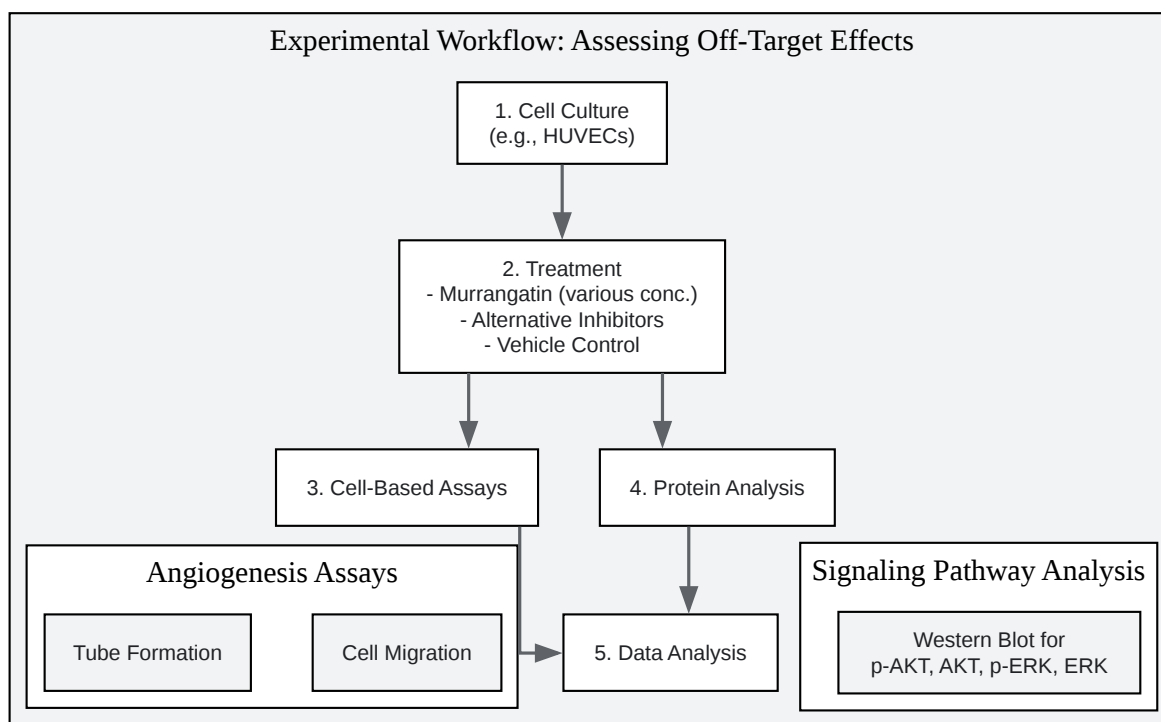 Experimental Workflow: Assessing Off-Target Effects
1. Cell Culture
(e.g., HUVECs)
2. Treatment
- Murrangatin (various conc.)
- Alternative Inhibitors
- Vehicle Control
3. Cell-Based Assays
4. Protein Analysis
Angiogenesis Assays
Tube Formation
Cell Migration
5. Data Analysis
Signaling Pathway Analysis
Western Blot for
p-AKT, AKT, p-ERK, ERK